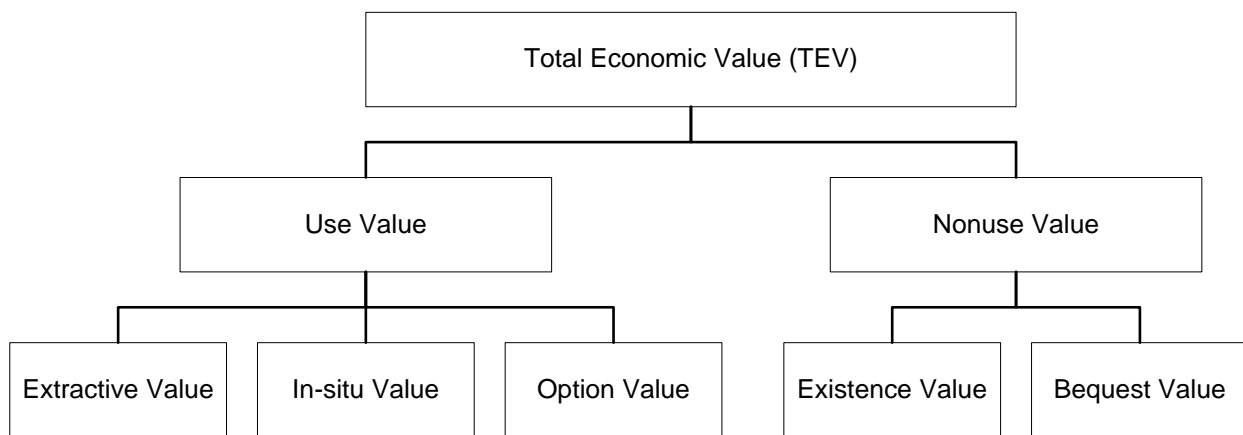 Total Economic Value (TEV)
Use Value
Nonuse Value
Extractive Value
In-situ Value
Option Value
Existence Value
Bequest Value